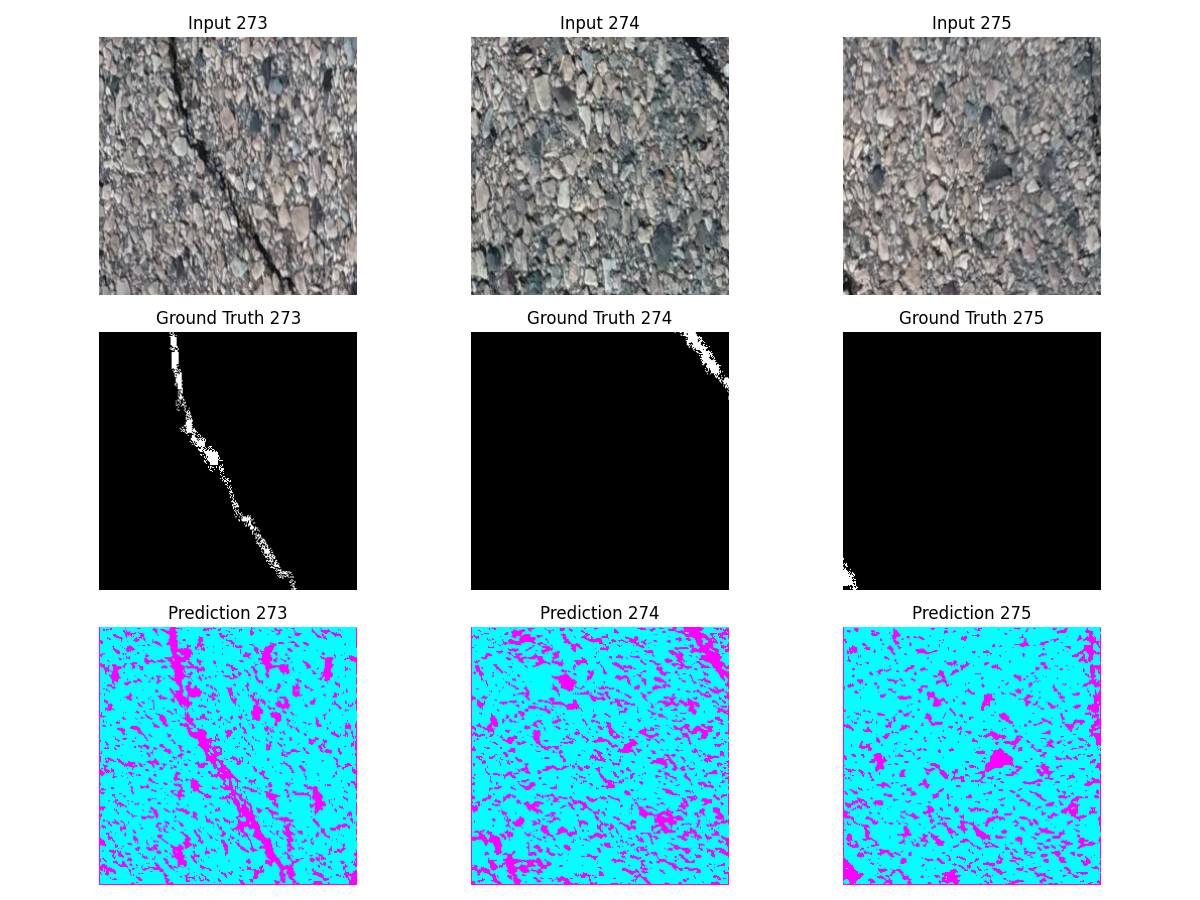 Input 273
Input 274
Input 275
Ground Truth 273
Ground Truth 274
Ground Truth 275
Prediction 273
Prediction 274
Prediction 275